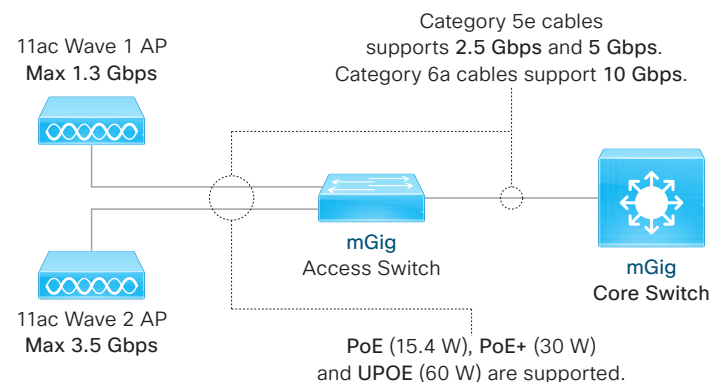 Category 5e cables
supports 2.5 Gbps and 5 Gbps.
Category 6a cables support 10 Gbps.
11ac Wave 1 AP
Max 1.3 Gbps
mGig
Access Switch
mGig
Core Switch
11ac Wave 2 AP
Max 3.5 Gbps
PoE (15.4 W), PoE+ (30 W)
and UPOE (60 W) are supported.